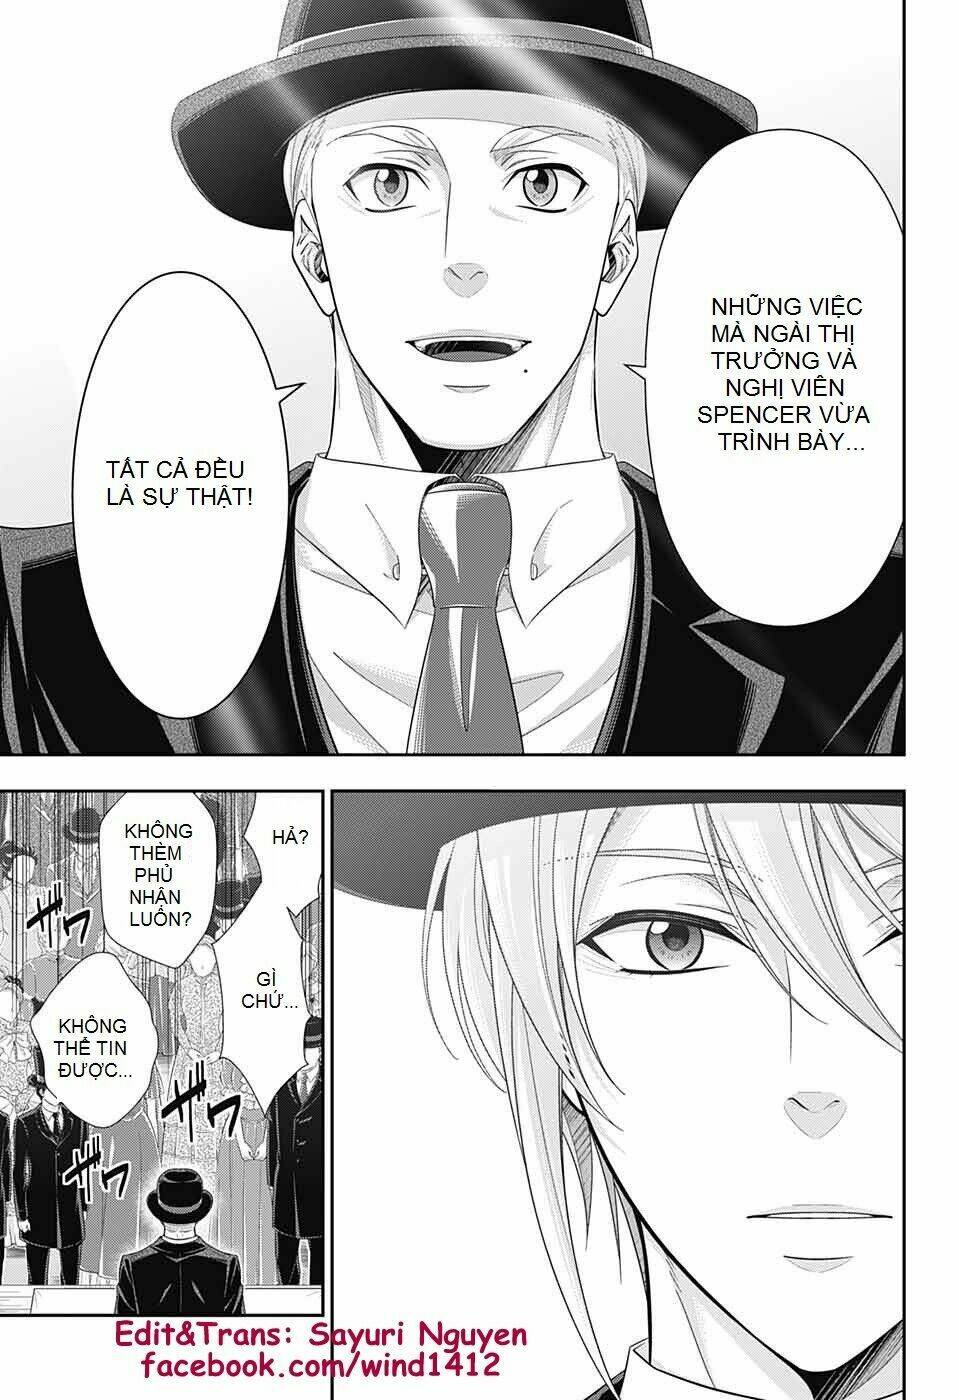 NHỮNG VIỆC
MÀ NGÀI THỊ
TRƯỞNG VÀ
NGHỊ VIÊN
SPENCER VỪA
TRÌNH BÀY...
TẤT CẢ ĐỀU
LÀ SỰ THẬT!
HẢ?
KHÔNG
THÈM
PHỦ
NHẬN
LUÔN?
GÌ
CHỨ...
KHÔNG
THỂ TIN
ĐƯỢC...
ザワ
ザワ
ザワ
ザワ
Edit&Trans: Sayuri Nguyen
facebook.com/wind1412